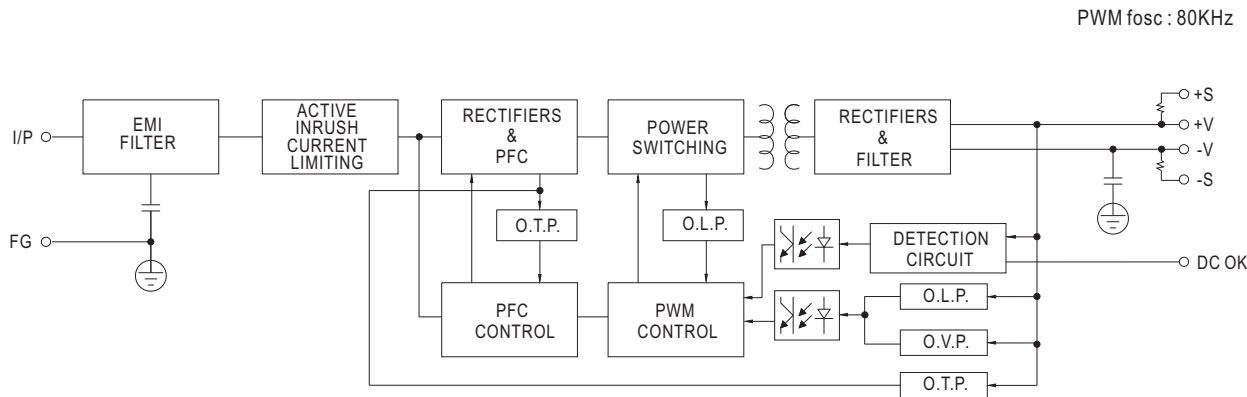 PWM fosc : 80KHz
I/P
EMI
FILTER
ACTIVE
INRUSH
CURRENT
LIMITING
RECTIFIERS
&
PFC
POWER
SWITCHING
RECTIFIERS
&
FILTER
+S
+V
-V
-S
FG
O.T.P.
O.L.P.
DETECTION
CIRCUIT
DC OK
PFC
CONTROL
PWM
CONTROL
O.L.P.
O.V.P.
O.T.P.